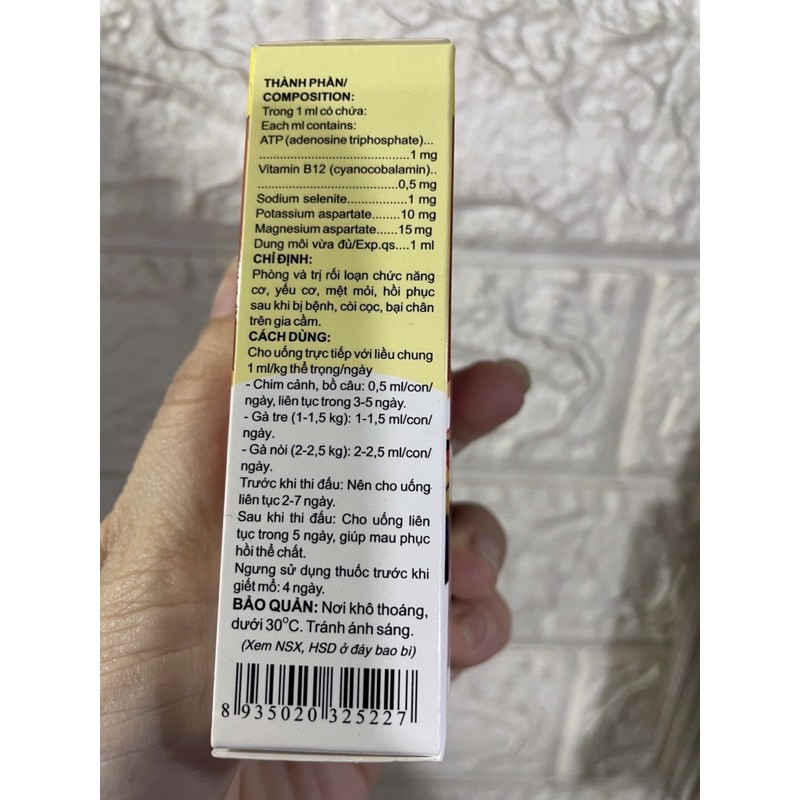 THÀNH PHẦN/
COMPOSITION:
Trong 1 ml có chứa:
Each ml contains:
ATP (adenosine triphosphate)...
..........................................1 mg
Vitamin B12 (cyanocobalamin)..
.......................................0,5 mg
Sodium selenite.................1 mg
Potassium aspartate........10 mg
Magnesium aspartate......15 mg
Dung môi vừa đủ/Exp.qs....1 ml
CHỈ ĐỊNH:
Phòng và trị rối loạn chức năng
cơ, yếu cơ, mệt mỏi, hồi phục
sau khi bị bệnh, còi cọc, bại chân
trên gia cầm.
CÁCH DÙNG:
Cho uống trực tiếp với liều chung
1 ml/kg thể trọng/ngày
- Chim cảnh, bồ câu: 0,5 ml/con/
ngày, liên tục trong 3-5 ngày.
- Gà tre (1-1,5 kg): 1-1,5 ml/con/
ngày.
- Gà nòi (2-2,5 kg): 2-2,5 ml/con/
ngày.
Trước khi thi đấu: Nên cho uống
liên tục 2-7 ngày.
Sau khi thi đấu: Cho uống liên
tục trong 5 ngày, giúp mau phục
hồi thể chất.
Ngưng sử dụng thuốc trước khi
giết mổ: 4 ngày.
BẢO QUẢN: Nơi khô thoáng,
dưới 30°C. Tránh ánh sáng.
(Xem NSX, HSD ở đáy bao bì)
8 935020 325227